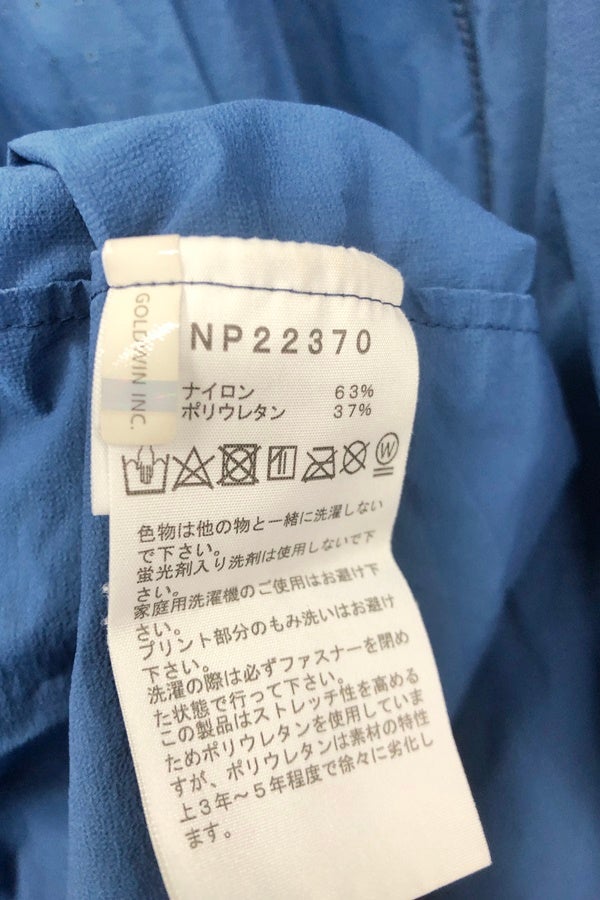 GOLDWIN INC.
NP22370
ナイロン 63%
ポリウレタン 37%
W
色物は他の物と一緒に洗濯しない
で下さい。
蛍光剤入り洗剤は使用しないで下
さい。
家庭用洗濯機のご使用はお避け下
さい。
プリント部分のもみ洗いはお避け
下さい。
洗濯の際は必ずファスナーを閉め
た状態で行って下さい。
この製品はストレッチ性を高める
ためポリウレタンを使用していま
すが、ポリウレタンは素材の特性
上3年〜5年程度で徐々に劣化し
ます。